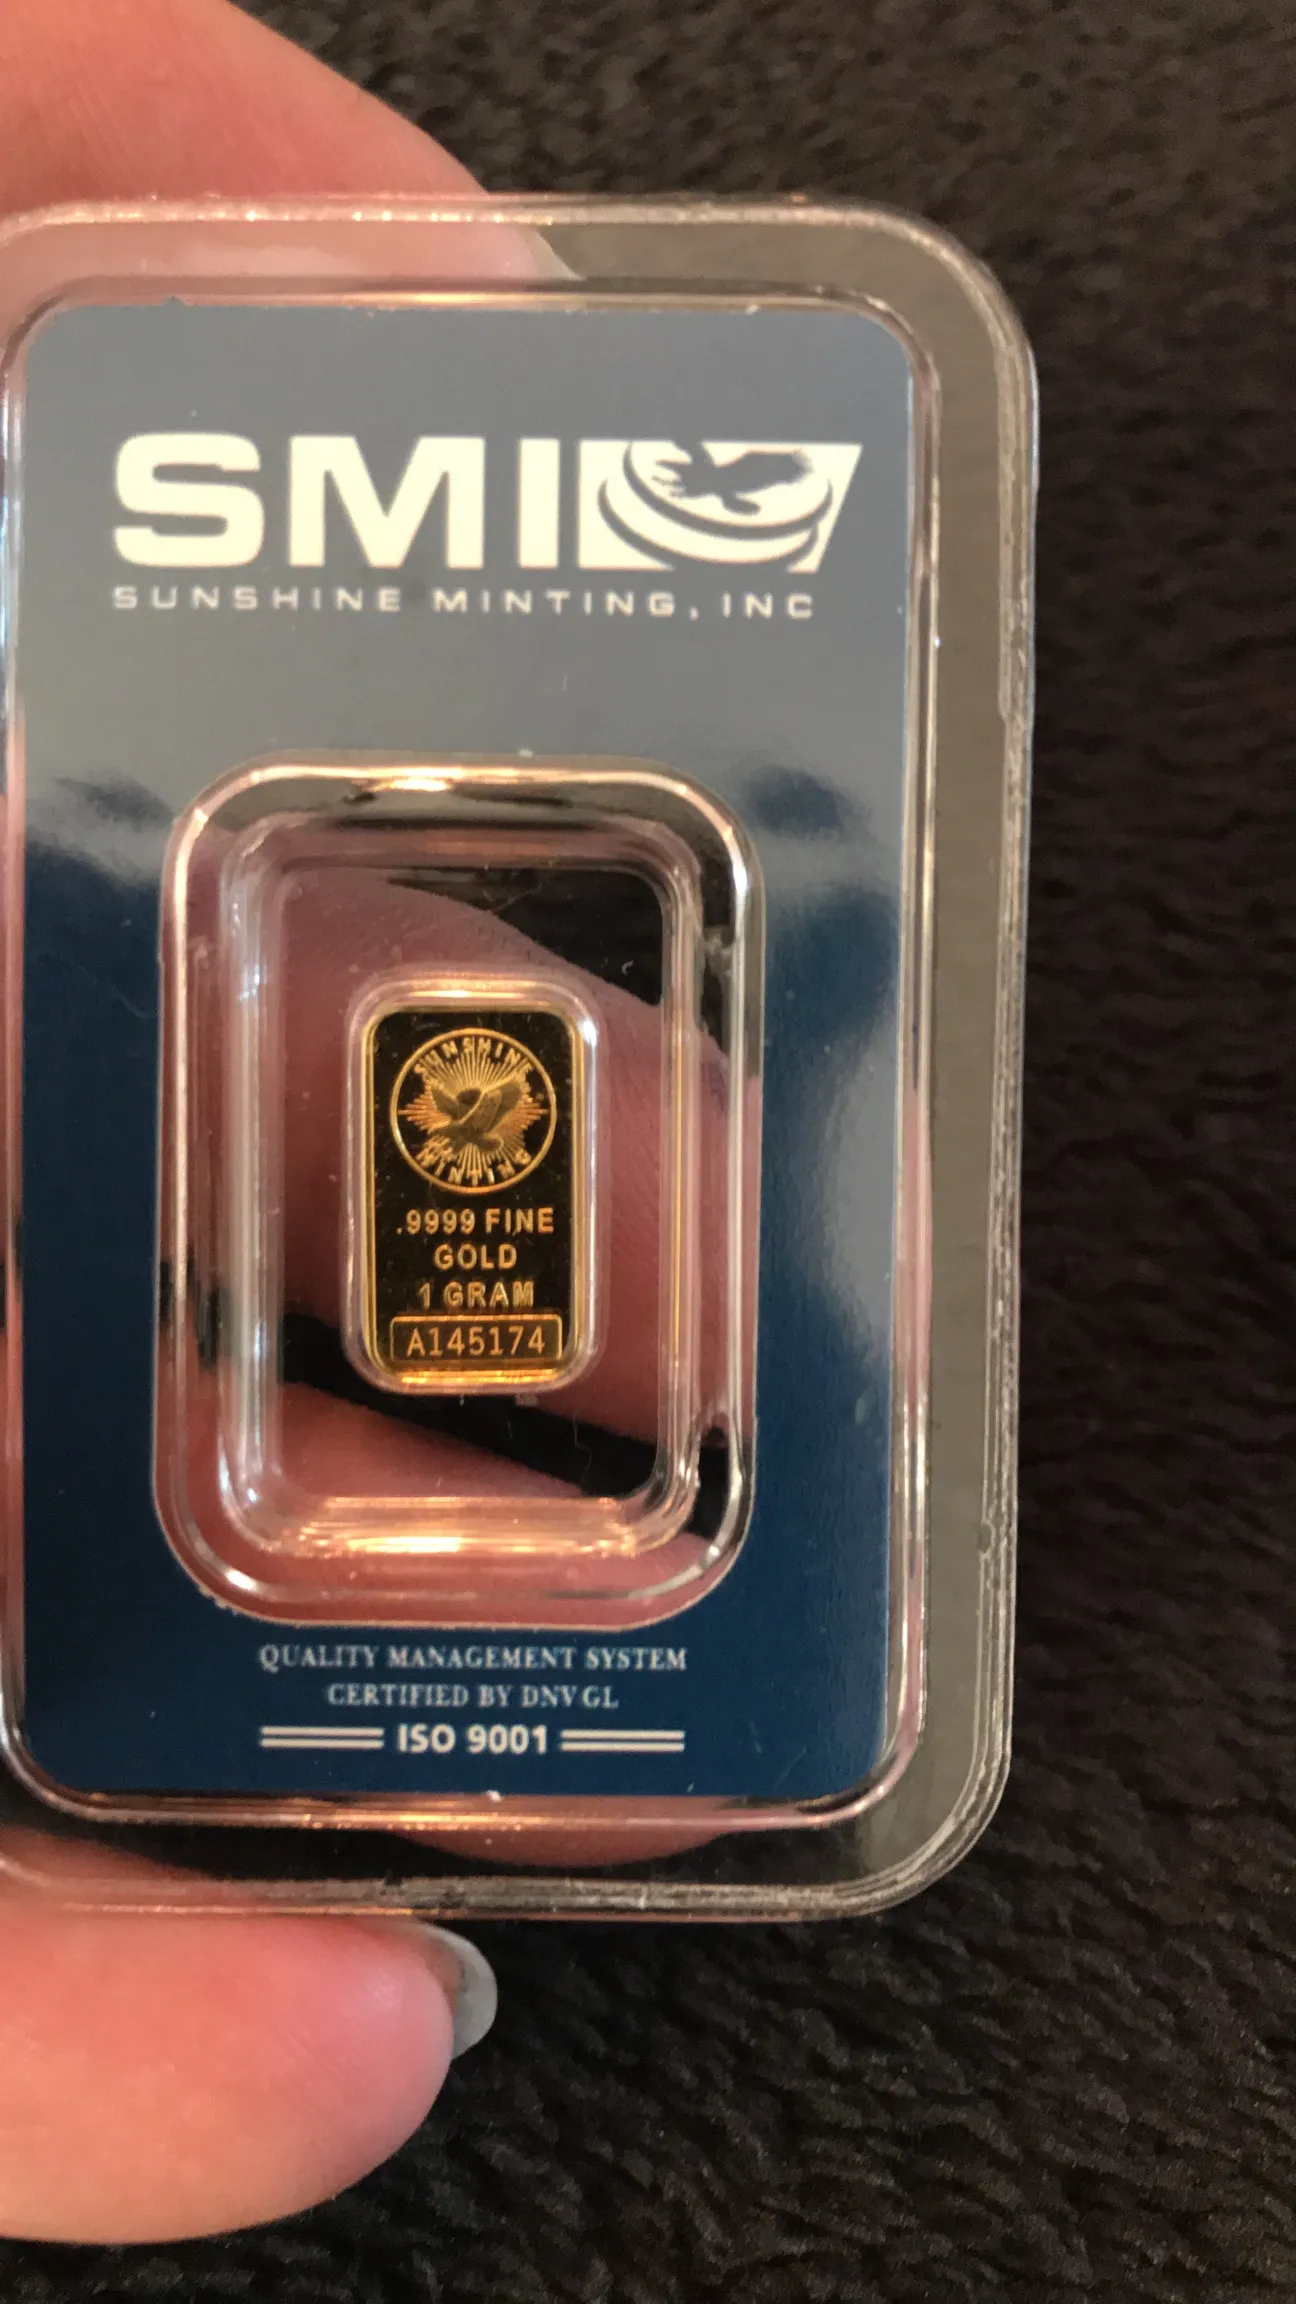 SMI
SUNSHINE MINTING, INC
SUNSHINE
MINTING
.9999 FINE
GOLD
1 GRAM
A145174
QUALITY MANAGEMENT SYSTEM
CERTIFIED BY DNV GL
ISO 9001